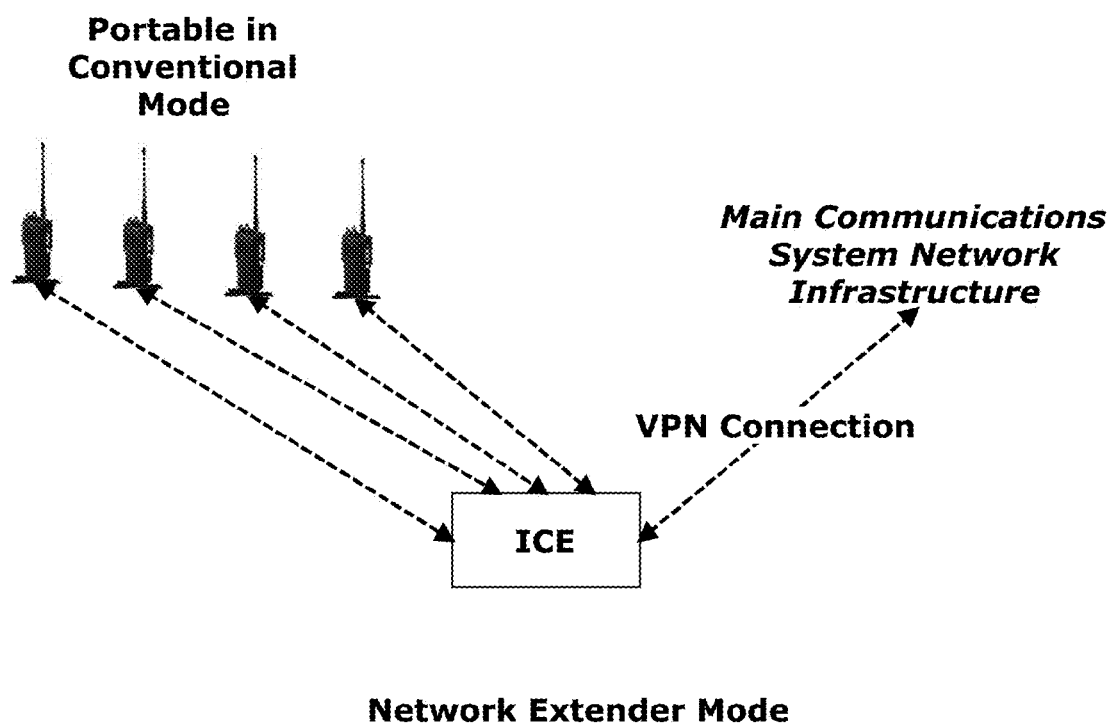 Portable in
Conventional
Mode
Main Communications
System Network
Infrastructure
VPN Connection
ICE
Network Extender Mode